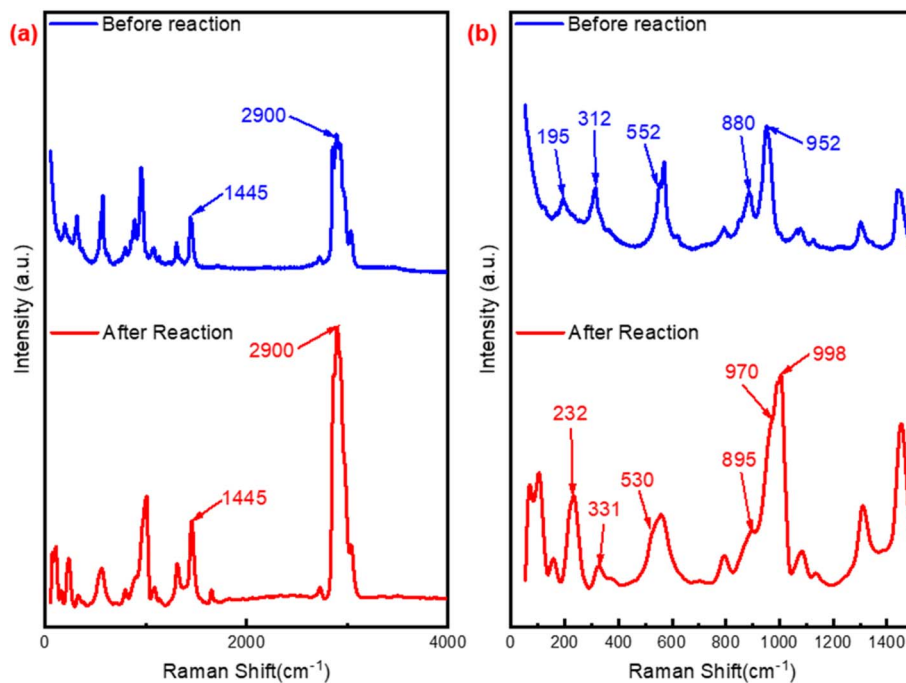 (a)
Before reaction
2900
1445
After Reaction
2900
1445
Intensity (a.u.)
0
2000
4000
Raman Shift(cm⁻¹)
(b)
Before reaction
195
312
552
880
952
After Reaction
232
331
530
895
970
998
Intensity (a.u.)
0 200 400 600 800 1000 1200 1400
Raman Shift(cm⁻¹)